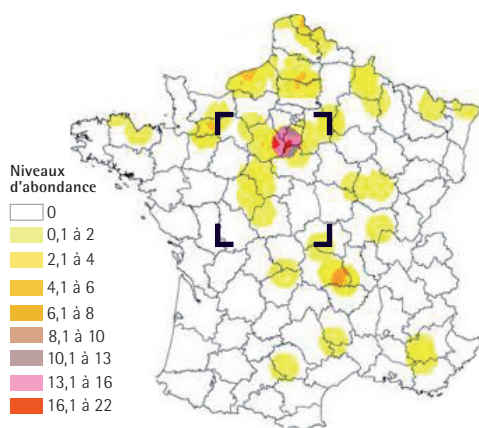 Niveaux
d'abondance
0
0,1 à 2
2,1 à 4
4,1 à 6
6,1 à 8
8,1 à 10
10,1 à 13
13,1 à 16
16,1 à 22